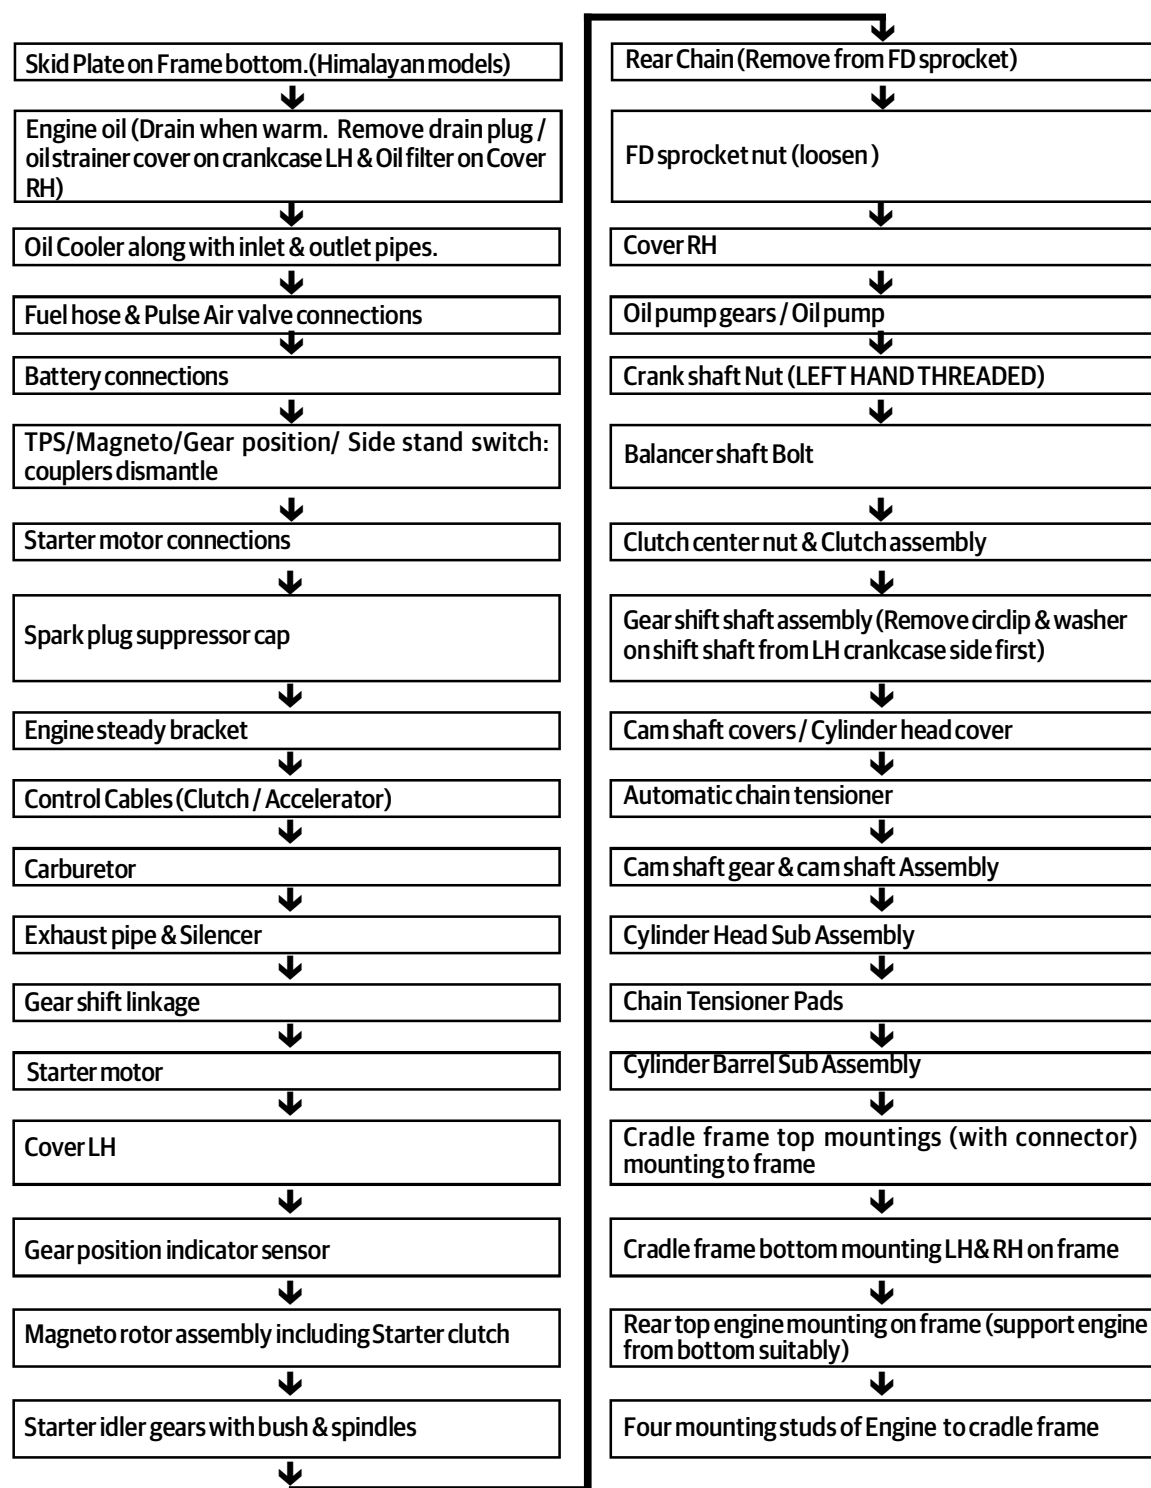 Skid Plate on Frame bottom.(Himalayan models)
Engine oil (Drain when warm. Remove drain plug /
oil strainer cover on crankcase LH & Oil filter on Cover
RH)
Oil Cooler along with inlet & outlet pipes.
Fuel hose & Pulse Air valve connections
Battery connections
TPS/Magneto/Gear position/ Side stand switch:
couplers dismantle
Starter motor connections
Spark plug suppressor cap
Engine steady bracket
Control Cables (Clutch / Accelerator)
Carburetor
Exhaust pipe & Silencer
Gear shift linkage
Starter motor
Cover LH
Gear position indicator sensor
Magneto rotor assembly including Starter clutch
Starter idler gears with bush & spindles
Rear Chain (Remove from FD sprocket)
FD sprocket nut (loosen )
Cover RH
Oil pump gears / Oil pump
Crank shaft Nut (LEFT HAND THREADED)
Balancer shaft Bolt
Clutch center nut & Clutch assembly
Gear shift shaft assembly (Remove circlip & washer
on shift shaft from LH crankcase side first)
Cam shaft covers / Cylinder head cover
Automatic chain tensioner
Cam shaft gear & cam shaft Assembly
Cylinder Head Sub Assembly
Chain Tensioner Pads
Cylinder Barrel Sub Assembly
Cradle frame top mountings (with connector)
mounting to frame
Cradle frame bottom mounting LH& RH on frame
Rear top engine mounting on frame (support engine
from bottom suitably)
Four mounting studs of Engine to cradle frame